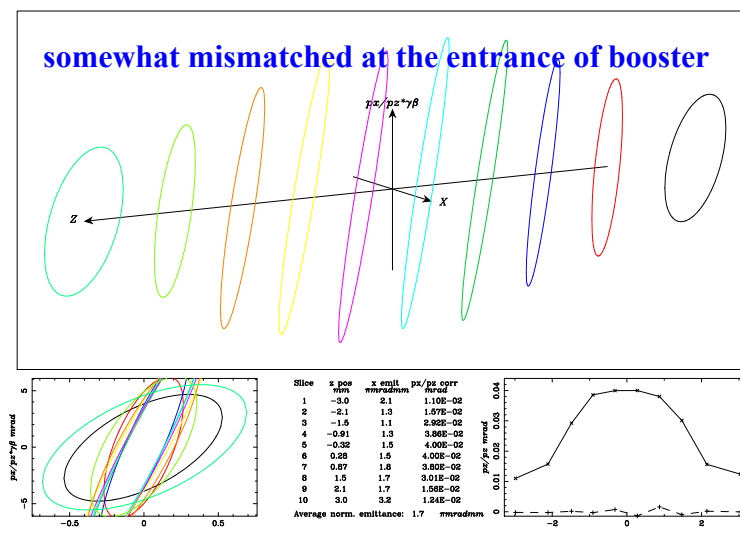 somewhat mismatched at the entrance of booster
px/pz*γβ
Z
X
px/pz*γβ mrad
5
0
−5
−0.5
0
0.5
Slice z pos x emit px/pz corr
mm πmradmm mrad
1 −3.0 2.1 1.10E−02
2 −2.1 1.3 1.57E−02
3 −1.5 1.1 2.92E−02
4 −0.91 1.3 3.86E−02
5 −0.32 1.5 4.00E−02
6 0.28 1.5 4.00E−02
7 0.87 1.8 3.80E−02
8 1.5 1.7 3.01E−02
9 2.1 1.7 1.56E−02
10 3.0 3.2 1.24E−02
Average norm. emittance: 1.7 πmradmm
pz/pz mrad
0.04
0.03
0.02
0.01
0
−2
0
2